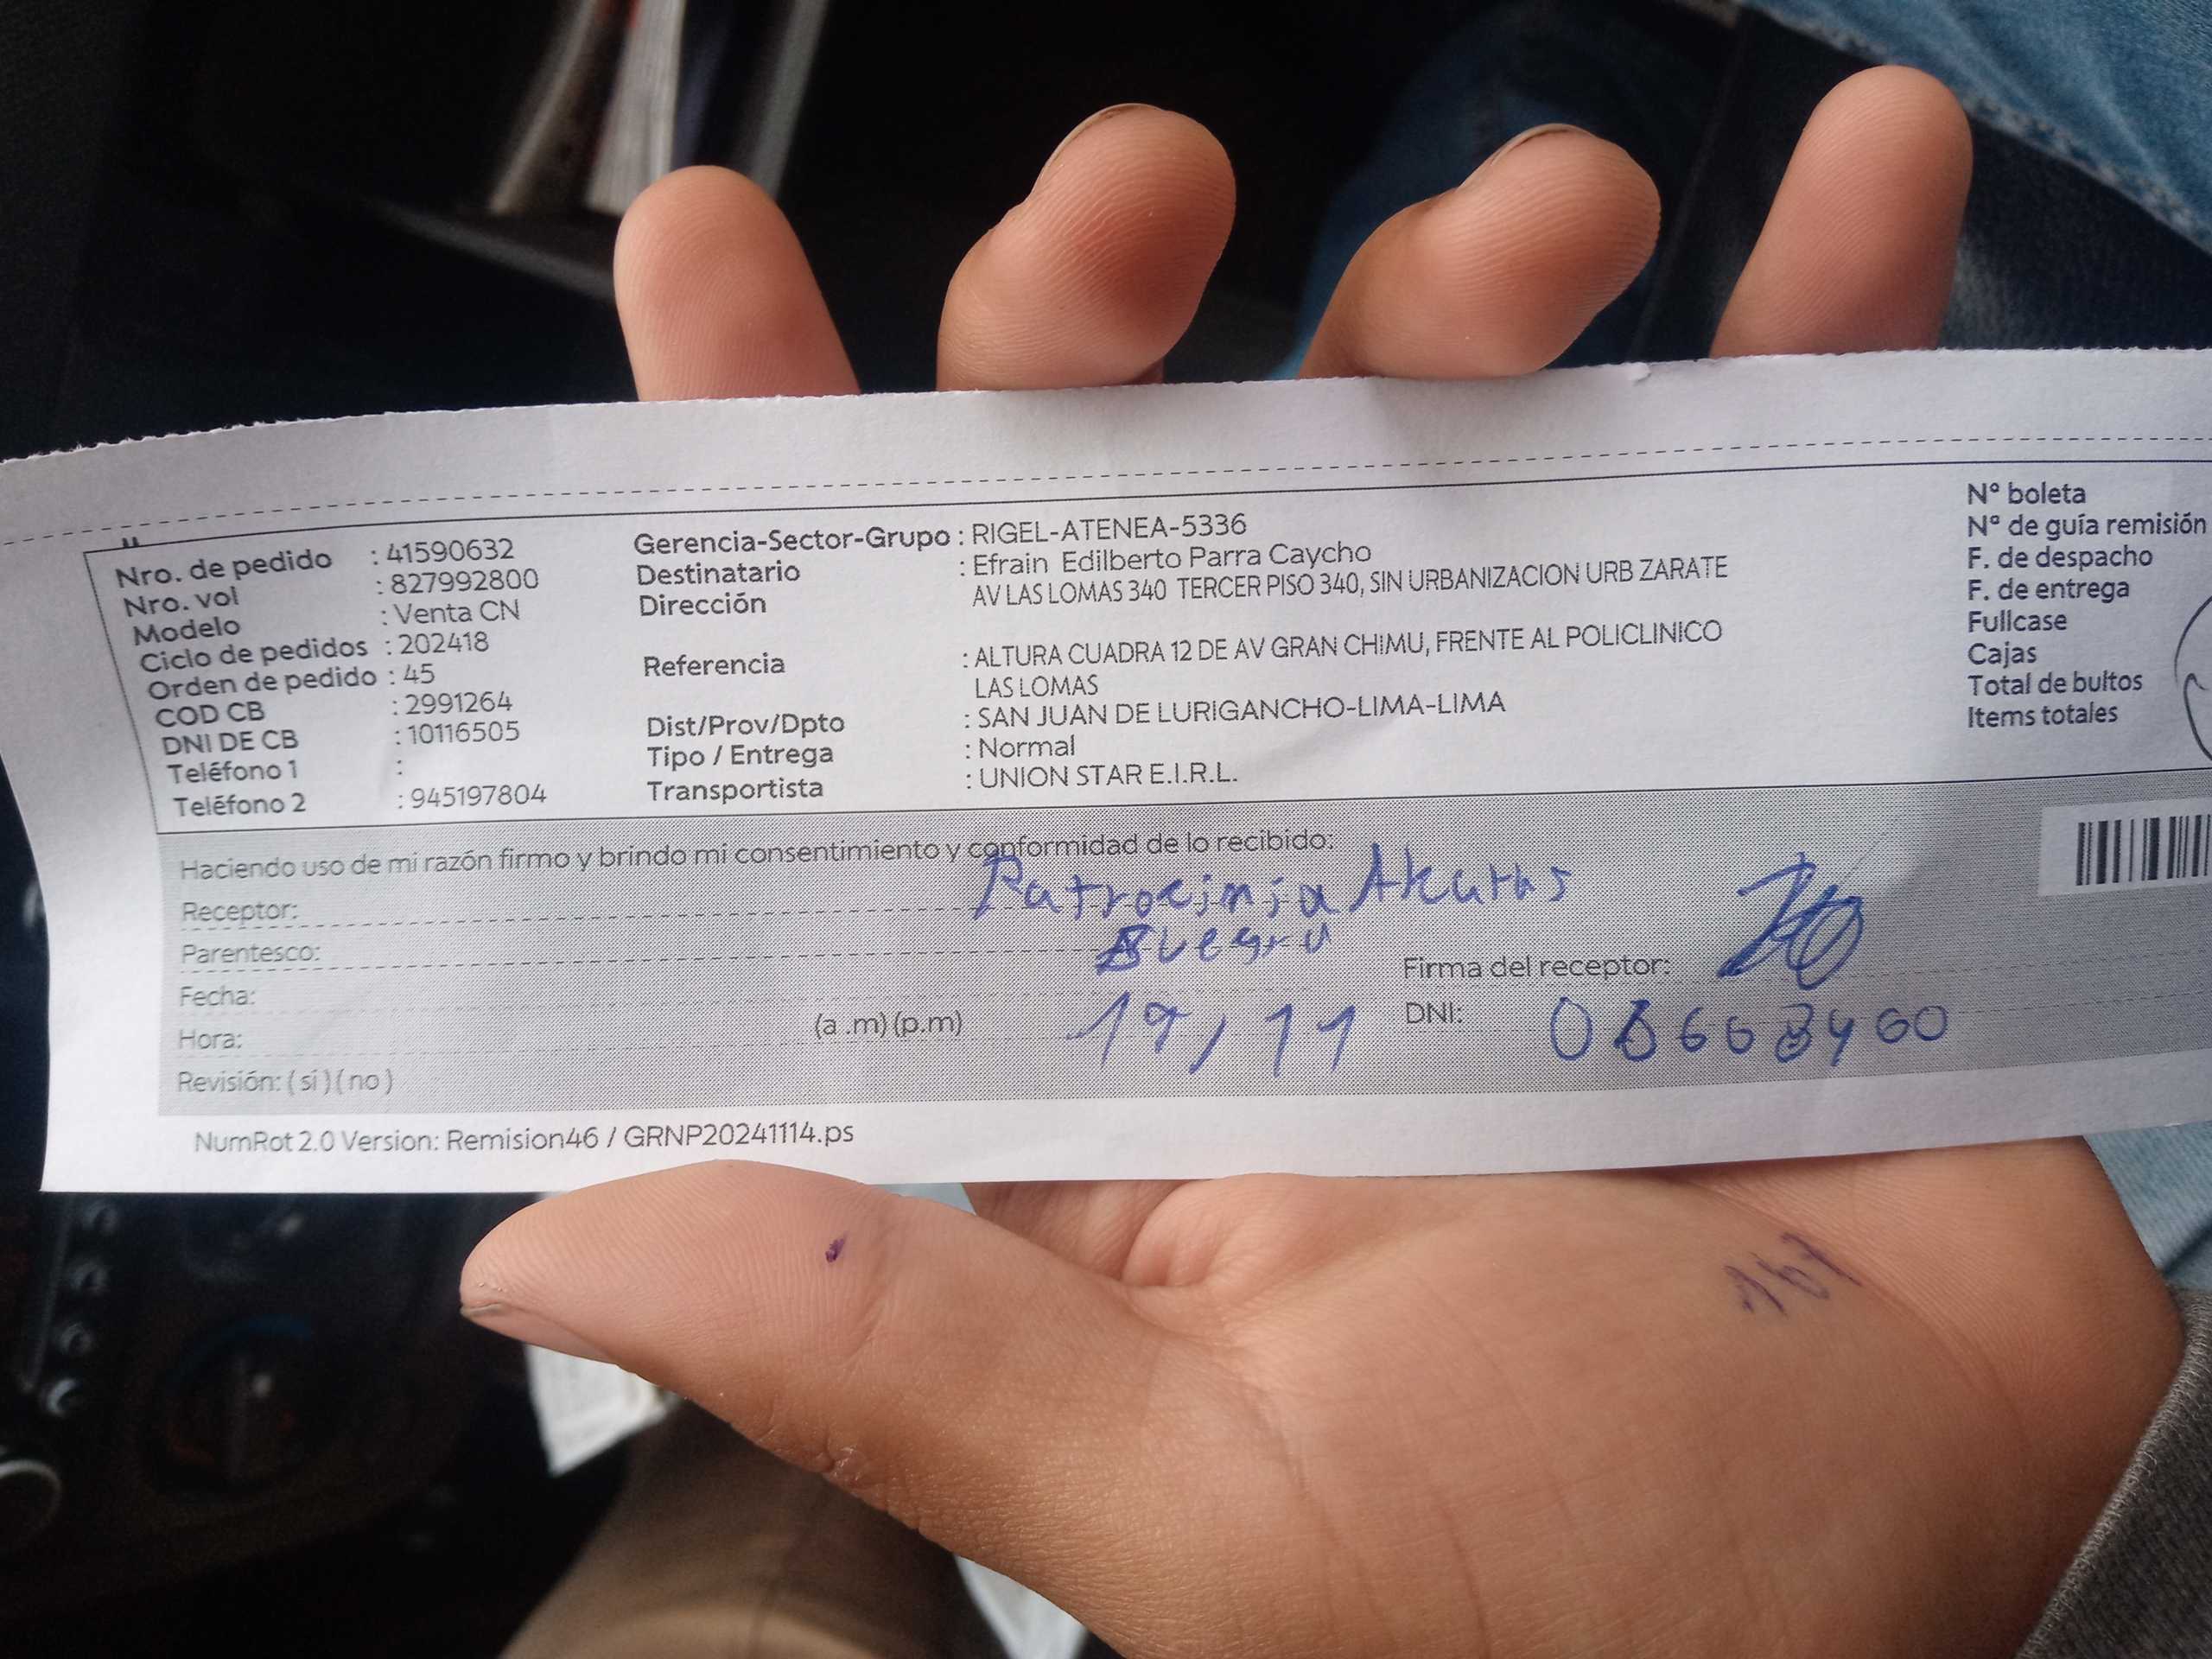 Nro. de pedido : 41590632
Nro. vol : 827992800
Modelo : Venta CN
Ciclo de pedidos : 202418
Orden de pedido : 45
COD CB : 2991264
DNI DE CB : 10116505
Teléfono 1 :
Teléfono 2 : 945197804
Gerencia-Sector-Grupo : RIGEL-ATENEA-5336
Destinatario : Efrain Edilberto Parra Caycho
Dirección AV LAS LOMAS 340 TERCER PISO 340, SIN URBANIZACION URB ZARATE
Referencia : ALTURA CUADRA 12 DE AV GRAN CHIMU, FRENTE AL POLICLINICO
LAS LOMAS
Dist/Prov/Dpto : SAN JUAN DE LURIGANCHO-LIMA-LIMA
Tipo / Entrega : Normal
Transportista : UNION STAR E.I.R.L.
N° boleta
N° de guía remisión
F. de despacho
F. de entrega
Fullcase
Cajas
Total de bultos
Items totales
Haciendo uso de mi razón firmo y brindo mi consentimiento y conformidad de lo recibido:
Receptor: Patrocinia
Parentesco:
Fecha:
Hora: (a .m) (p.m)
Revisión: ( si ) ( no )
Firma del receptor:
DNI:
NumRot 2.0 Version: Remision46 / GRNP20241114.ps